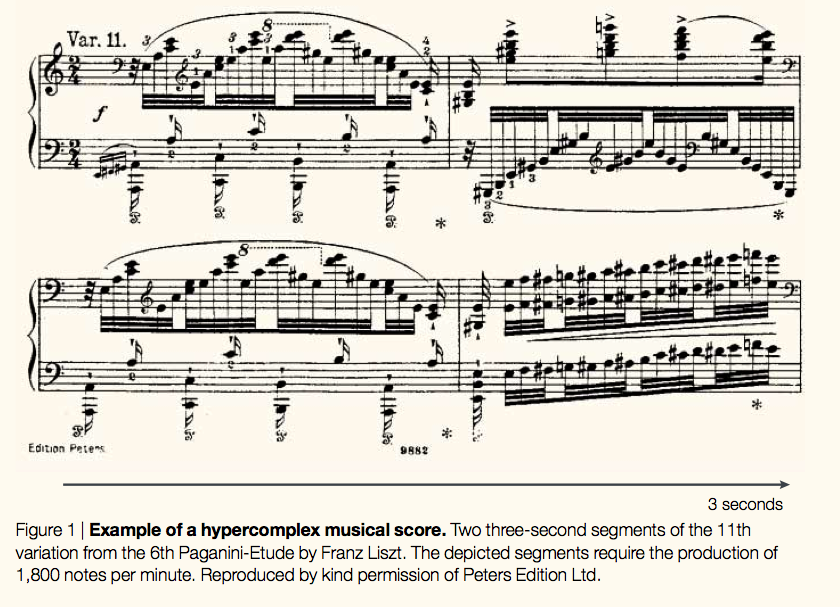 Var. 11.
f
Edition Peters.
9882
3 seconds
Figure 1 | Example of a hypercomplex musical score. Two three-second segments of the 11th
variation from the 6th Paganini-Etude by Franz Liszt. The depicted segments require the production of
1,800 notes per minute. Reproduced by kind permission of Peters Edition Ltd.